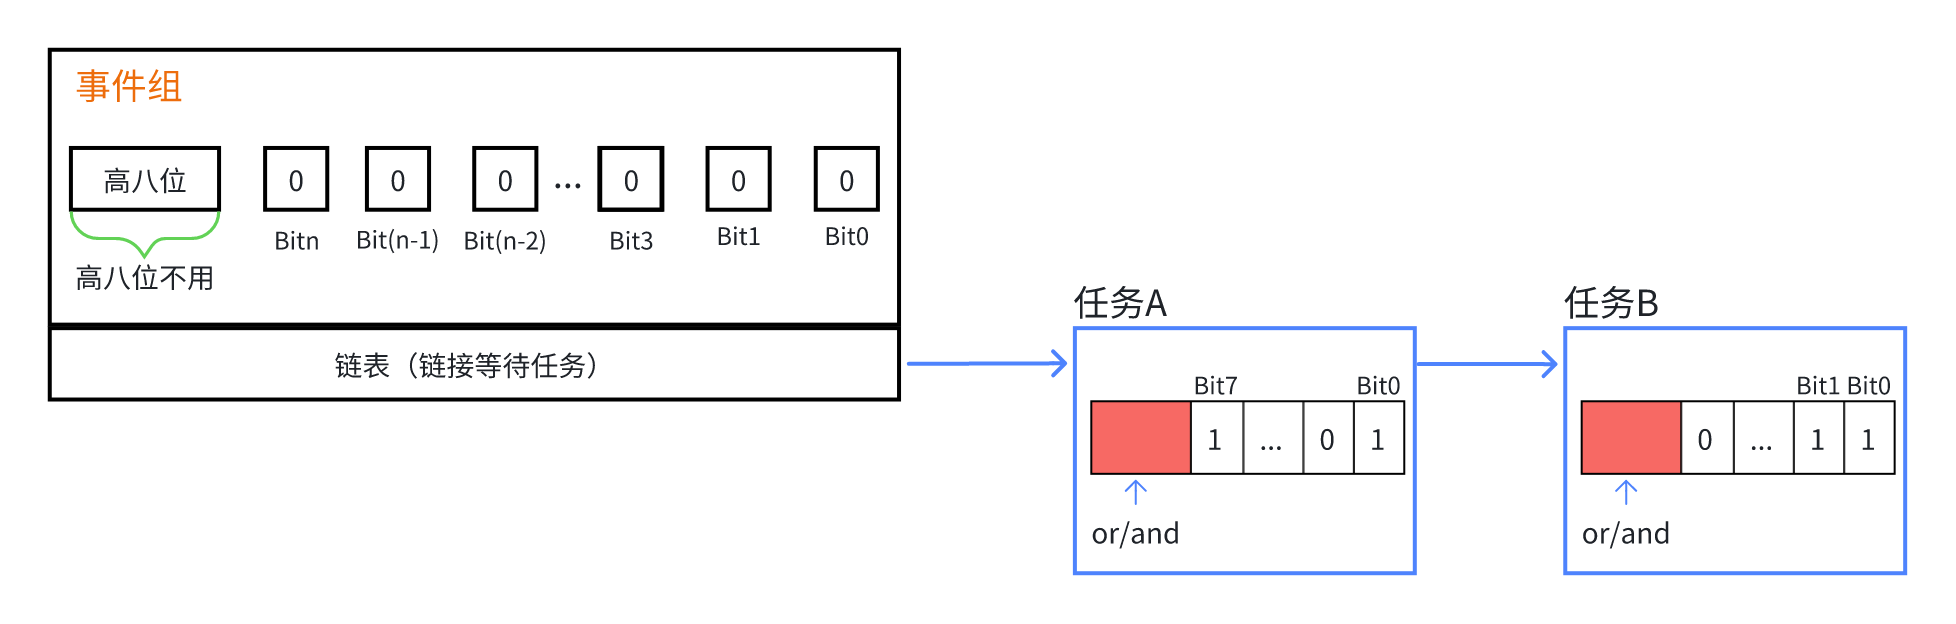 事件组
高八位 0 0 0 ... 0 0 0
Bitn Bit(n-1) Bit(n-2) Bit3 Bit1 Bit0
高八位不用
链表（链接等待任务）
任务A
Bit7 Bit0
1 ... 0 1
or/and
任务B
Bit1 Bit0
0 ... 1 1
or/and